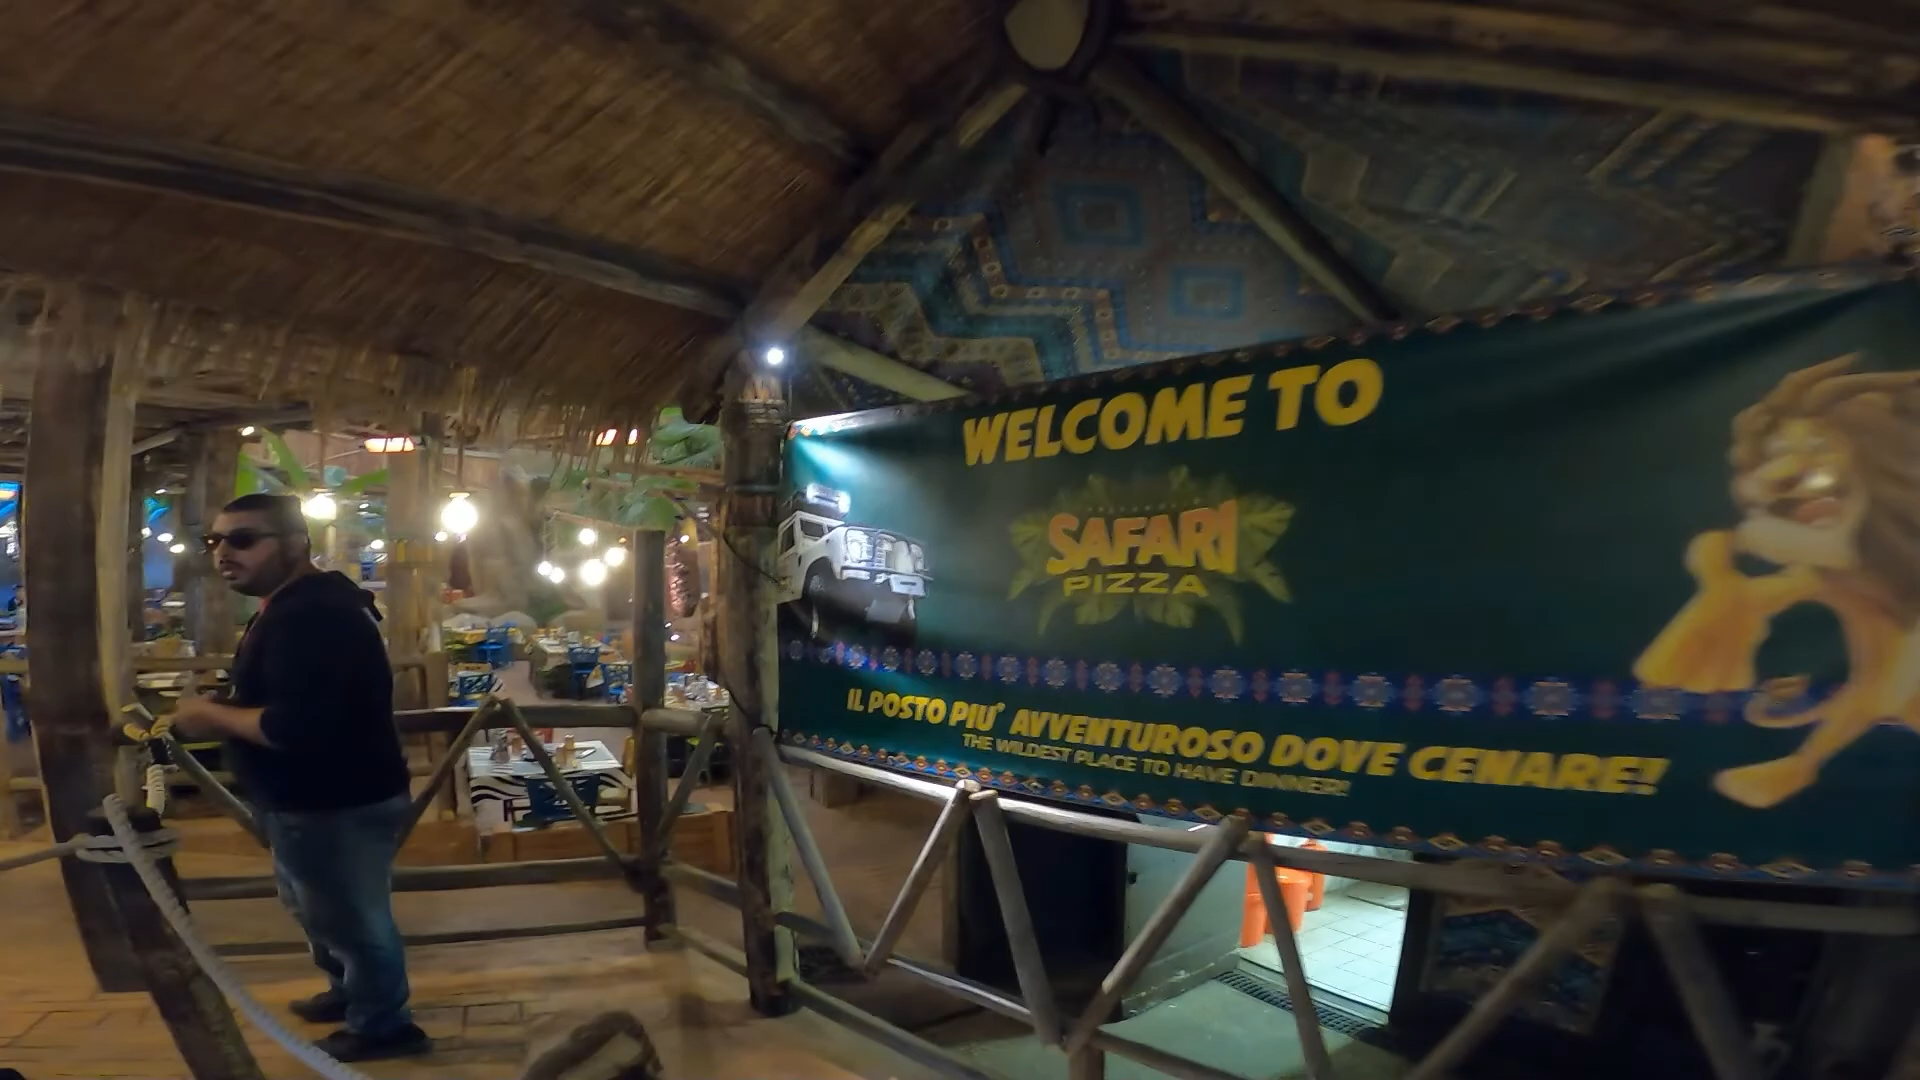 WELCOME TO
SAFARI
PIZZA
IL POSTO PIU' AVVENTUROSO DOVE CENARE!
THE WILDEST PLACE TO HAVE DINNER!